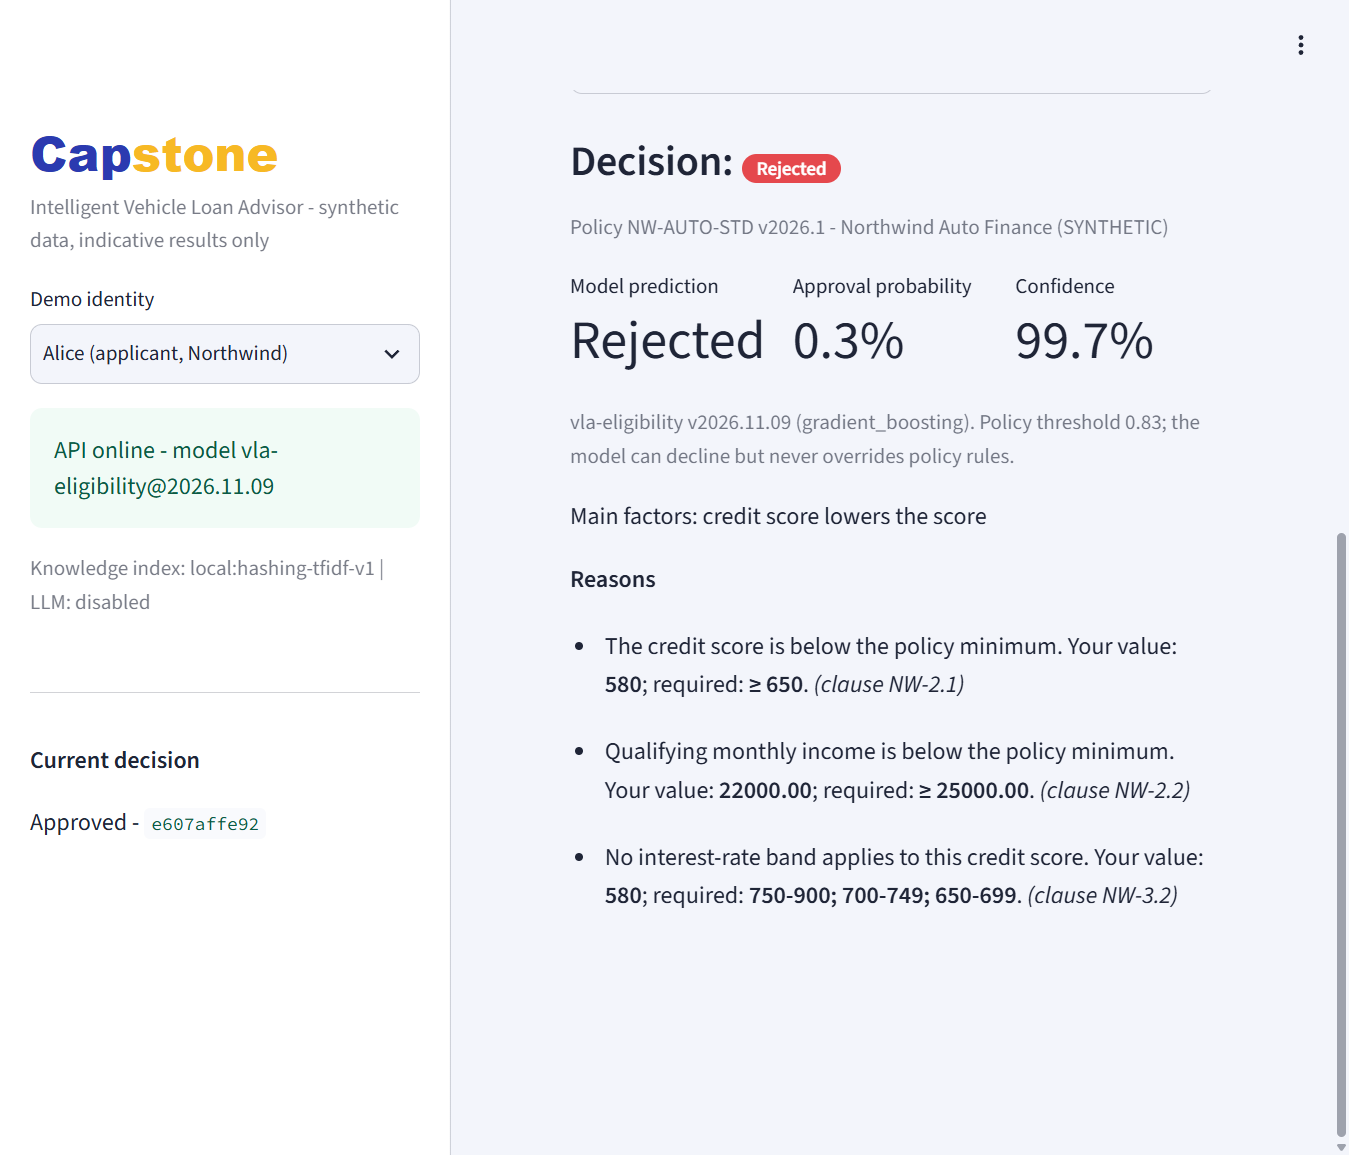 Capstone
Intelligent Vehicle Loan Advisor - synthetic
data, indicative results only
Demo identity
Alice (applicant, Northwind)
API online - model vla-
eligibility@2026.11.09
Knowledge index: local:hashing-tfidf-v1 |
LLM: disabled
Current decision
Approved - e607affe92
Decision: Rejected
Policy NW-AUTO-STD v2026.1 - Northwind Auto Finance (SYNTHETIC)
Model prediction Approval probability Confidence
Rejected 0.3% 99.7%
vla-eligibility v2026.11.09 (gradient_boosting). Policy threshold 0.83; the
model can decline but never overrides policy rules.
Main factors: credit score lowers the score
Reasons
• The credit score is below the policy minimum. Your value:
580; required: ≥ 650. (clause NW-2.1)
• Qualifying monthly income is below the policy minimum.
Your value: 22000.00; required: ≥ 25000.00. (clause NW-2.2)
• No interest-rate band applies to this credit score. Your value:
580; required: 750-900; 700-749; 650-699. (clause NW-3.2)